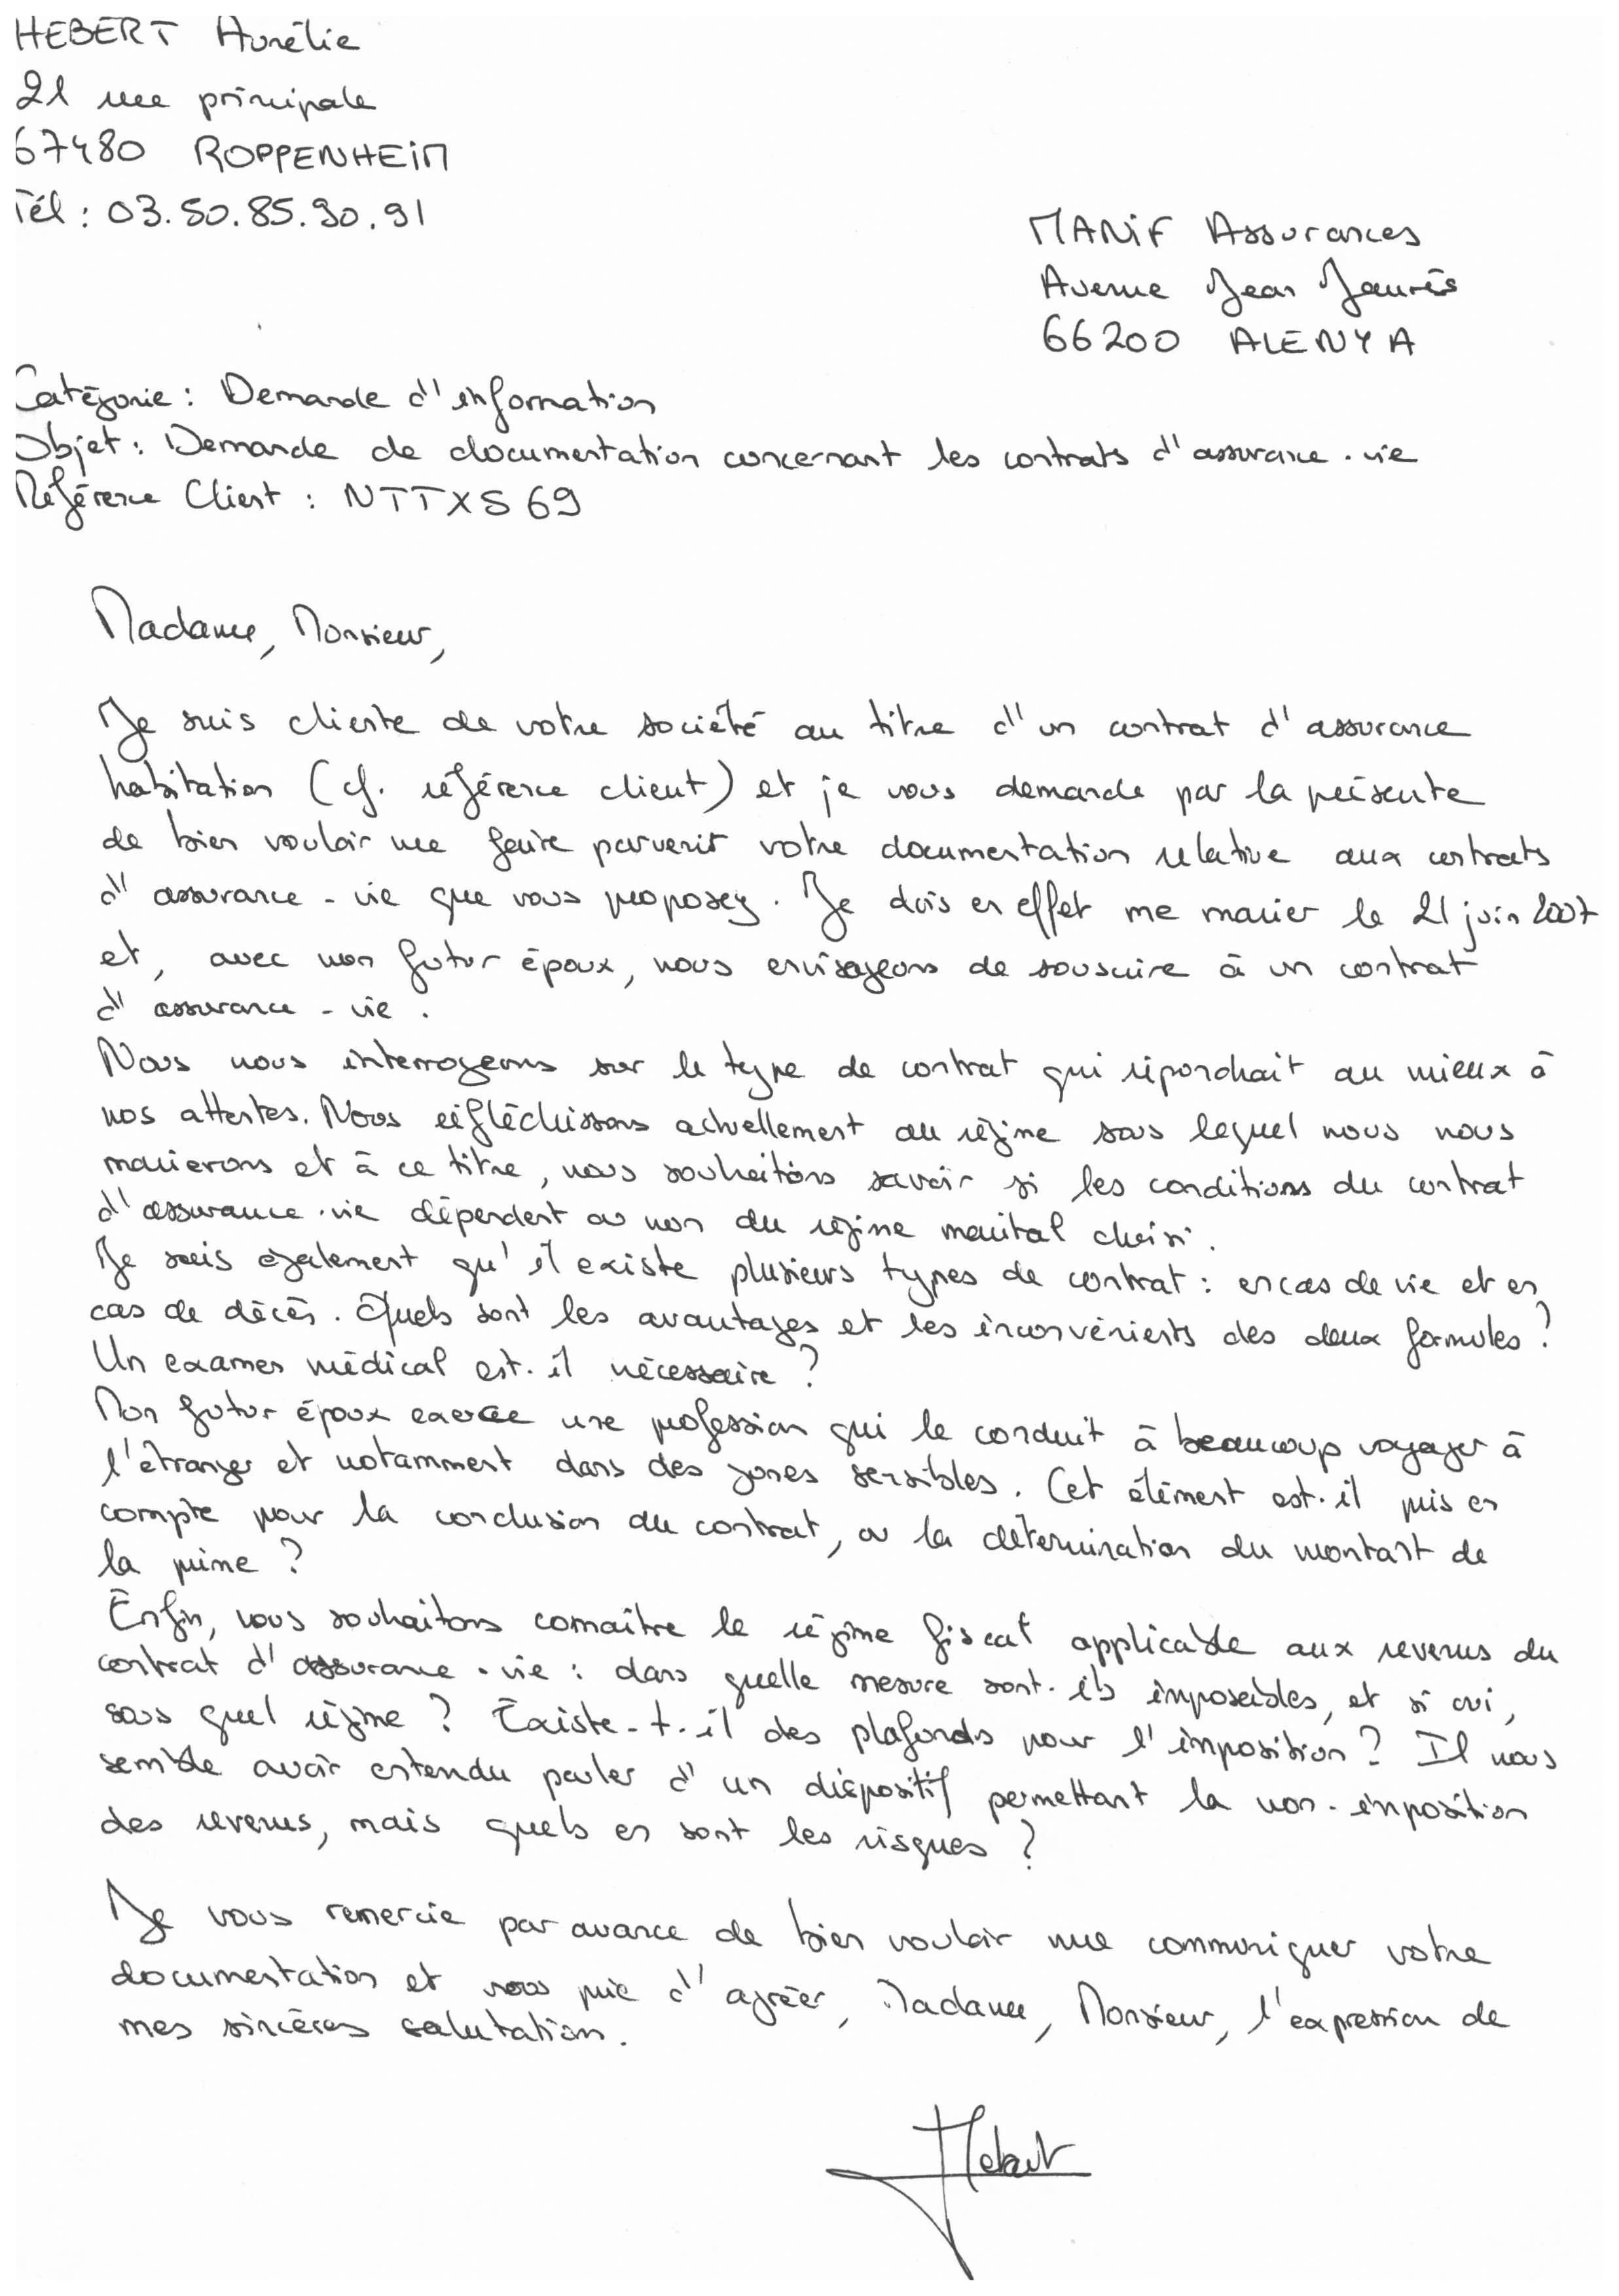 HEBERT Aurélie
21 rue principale
67480 ROPPENHEIM
Tél : 03.50.85.90.91
MANIF Assurances
Avenue Jean Jaurès
66200 ALENYA
Catégorie : Demande d'information
Objet : Demande de documentation concernant les contrats d'assurance-vie
Référence Client : NTTXS69
Madame, Monsieur,
Je suis cliente de votre société au titre d'un contrat d'assurance
habitation (cf. référence client) et je vous demande par la présente
de bien vouloir me faire parvenir votre documentation relative aux contrats
d'assurance-vie que vous proposez. Je dois en effet me marier le 21 juin 2007
et, avec mon futur époux, nous envisageons de souscrire à un contrat
d'assurance-vie.
Nous nous interrogeons sur le type de contrat qui répondrait au mieux à
nos attentes. Nous réfléchissons actuellement au régime sous lequel nous nous
marierons et à ce titre, nous souhaitons savoir si les conditions du contrat
d'assurance-vie dépendent ou non du régime marital choisi.
Je sais également qu'il existe plusieurs types de contrat : en cas de vie et en
cas de décès. Quels sont les avantages et les inconvénients des deux formules ?
Un examen médical est-il nécessaire ?
Mon futur époux exerce une profession qui le conduit à beaucoup voyager à
l'étranger et notamment dans des zones sensibles. Cet élément est-il pris en
compte pour la conclusion du contrat, ou la détermination du montant de
la prime ?
Enfin, nous souhaitons connaître le régime fiscal applicable aux revenus du
contrat d'assurance-vie : dans quelle mesure sont-ils imposables, et si oui,
sous quel régime ? Existe-t-il des plafonds pour l'imposition ? Il nous
semble avoir entendu parler d'un dispositif permettant la non-imposition
des revenus, mais quels en sont les risques ?
Je vous remercie par avance de bien vouloir me communiquer votre
documentation et vous prie d'agréer, Madame, Monsieur, l'expression de
mes sincères salutation.
Hebert